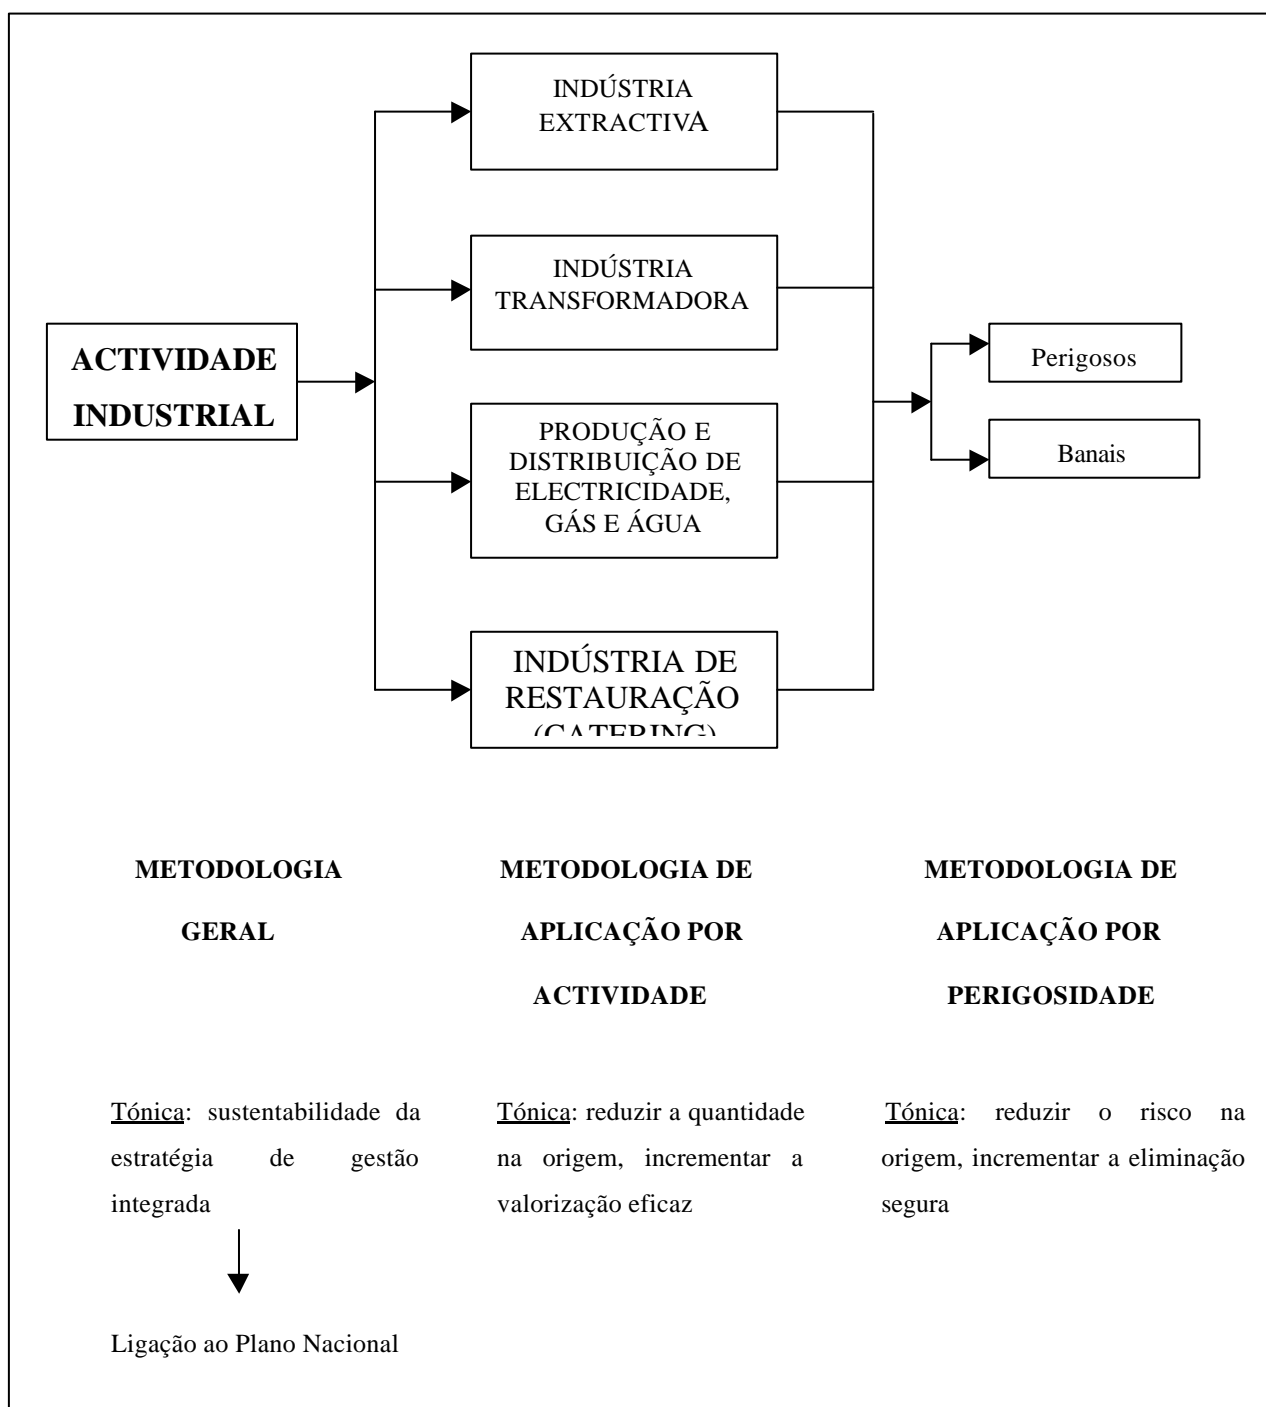 INDÚSTRIA
EXTRACTIVA
INDÚSTRIA
TRANSFORMADORA
ACTIVIDADE
INDUSTRIAL
PRODUÇÃO E
DISTRIBUIÇÃO DE
ELECTRICIDADE,
GÁS E ÁGUA
INDÚSTRIA DE
RESTAURAÇÃO
(CATERING)
Perigosos
Banais
METODOLOGIA
GERAL
METODOLOGIA DE
APLICAÇÃO POR
ACTIVIDADE
METODOLOGIA DE
APLICAÇÃO POR
PERIGOSIDADE
Tónica: sustentabilidade da
estratégia de gestão
integrada
Ligação ao Plano Nacional
Tónica: reduzir a quantidade
na origem, incrementar a
valorização eficaz
Tónica: reduzir o risco na
origem, incrementar a eliminação
segura